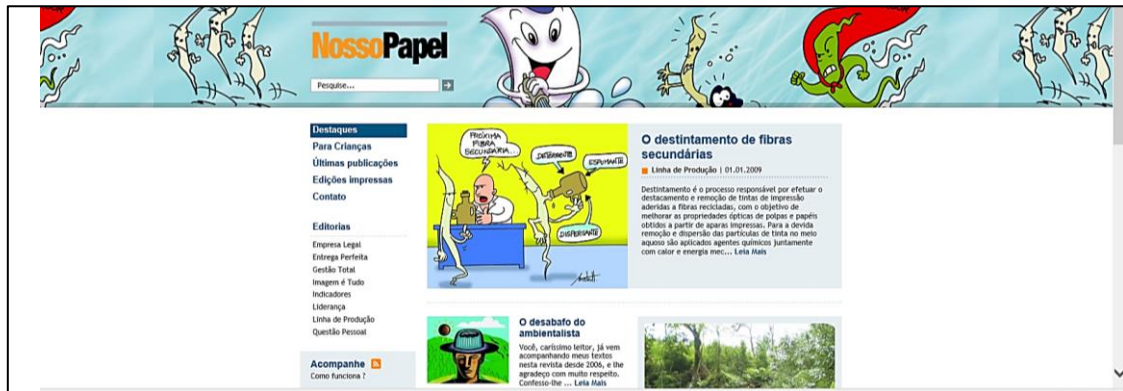 NossoPapel
Pesquise...
Destaques
Para Crianças
Últimas publicações
Edições impressas
Contato
Editorias
Empresa Legal
Entrega Perfeita
Gestão Total
Imagem é Tudo
Indicadores
Liderança
Linha de Produção
Questão Pessoal
Acompanhe
Como funciona ?
PRÓXIMA
FIBRA
SECUNDÁRIA...
DETERGENTE
ESPUMANTE
DISPERSANTE
O destintamento de fibras
secundárias
Linha de Produção | 01.01.2009
Destintamento é o processo responsável por efetuar o
destacamento e remoção de tintas de impressão
aderidas a fibras recicladas, com o objetivo de
melhorar as propriedades ópticas de polpas e papéis
obtidos a partir de aparas impressas. Para a devida
remoção e dispersão das partículas de tinta no meio
aquoso são aplicados agentes químicos juntamente
com calor e energia mec... Leia Mais
O desabafo do
ambientalista
Você, caríssimo leitor, já vem
acompanhando meus textos
nesta revista desde 2006, e lhe
agradeço com muito respeito.
Confesso-lhe ... Leia Mais